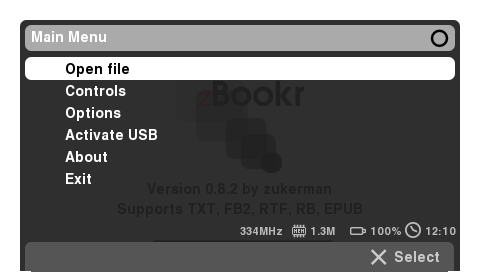 Main Menu
Open file
Controls
Bookr
Options
Activate USB
About
Exit
Version 0.8.2 by zukerman
Supports TXT, FB2, RTF, RB, EPUB
334MHz MEM 1.3M 100% 12:10
Select